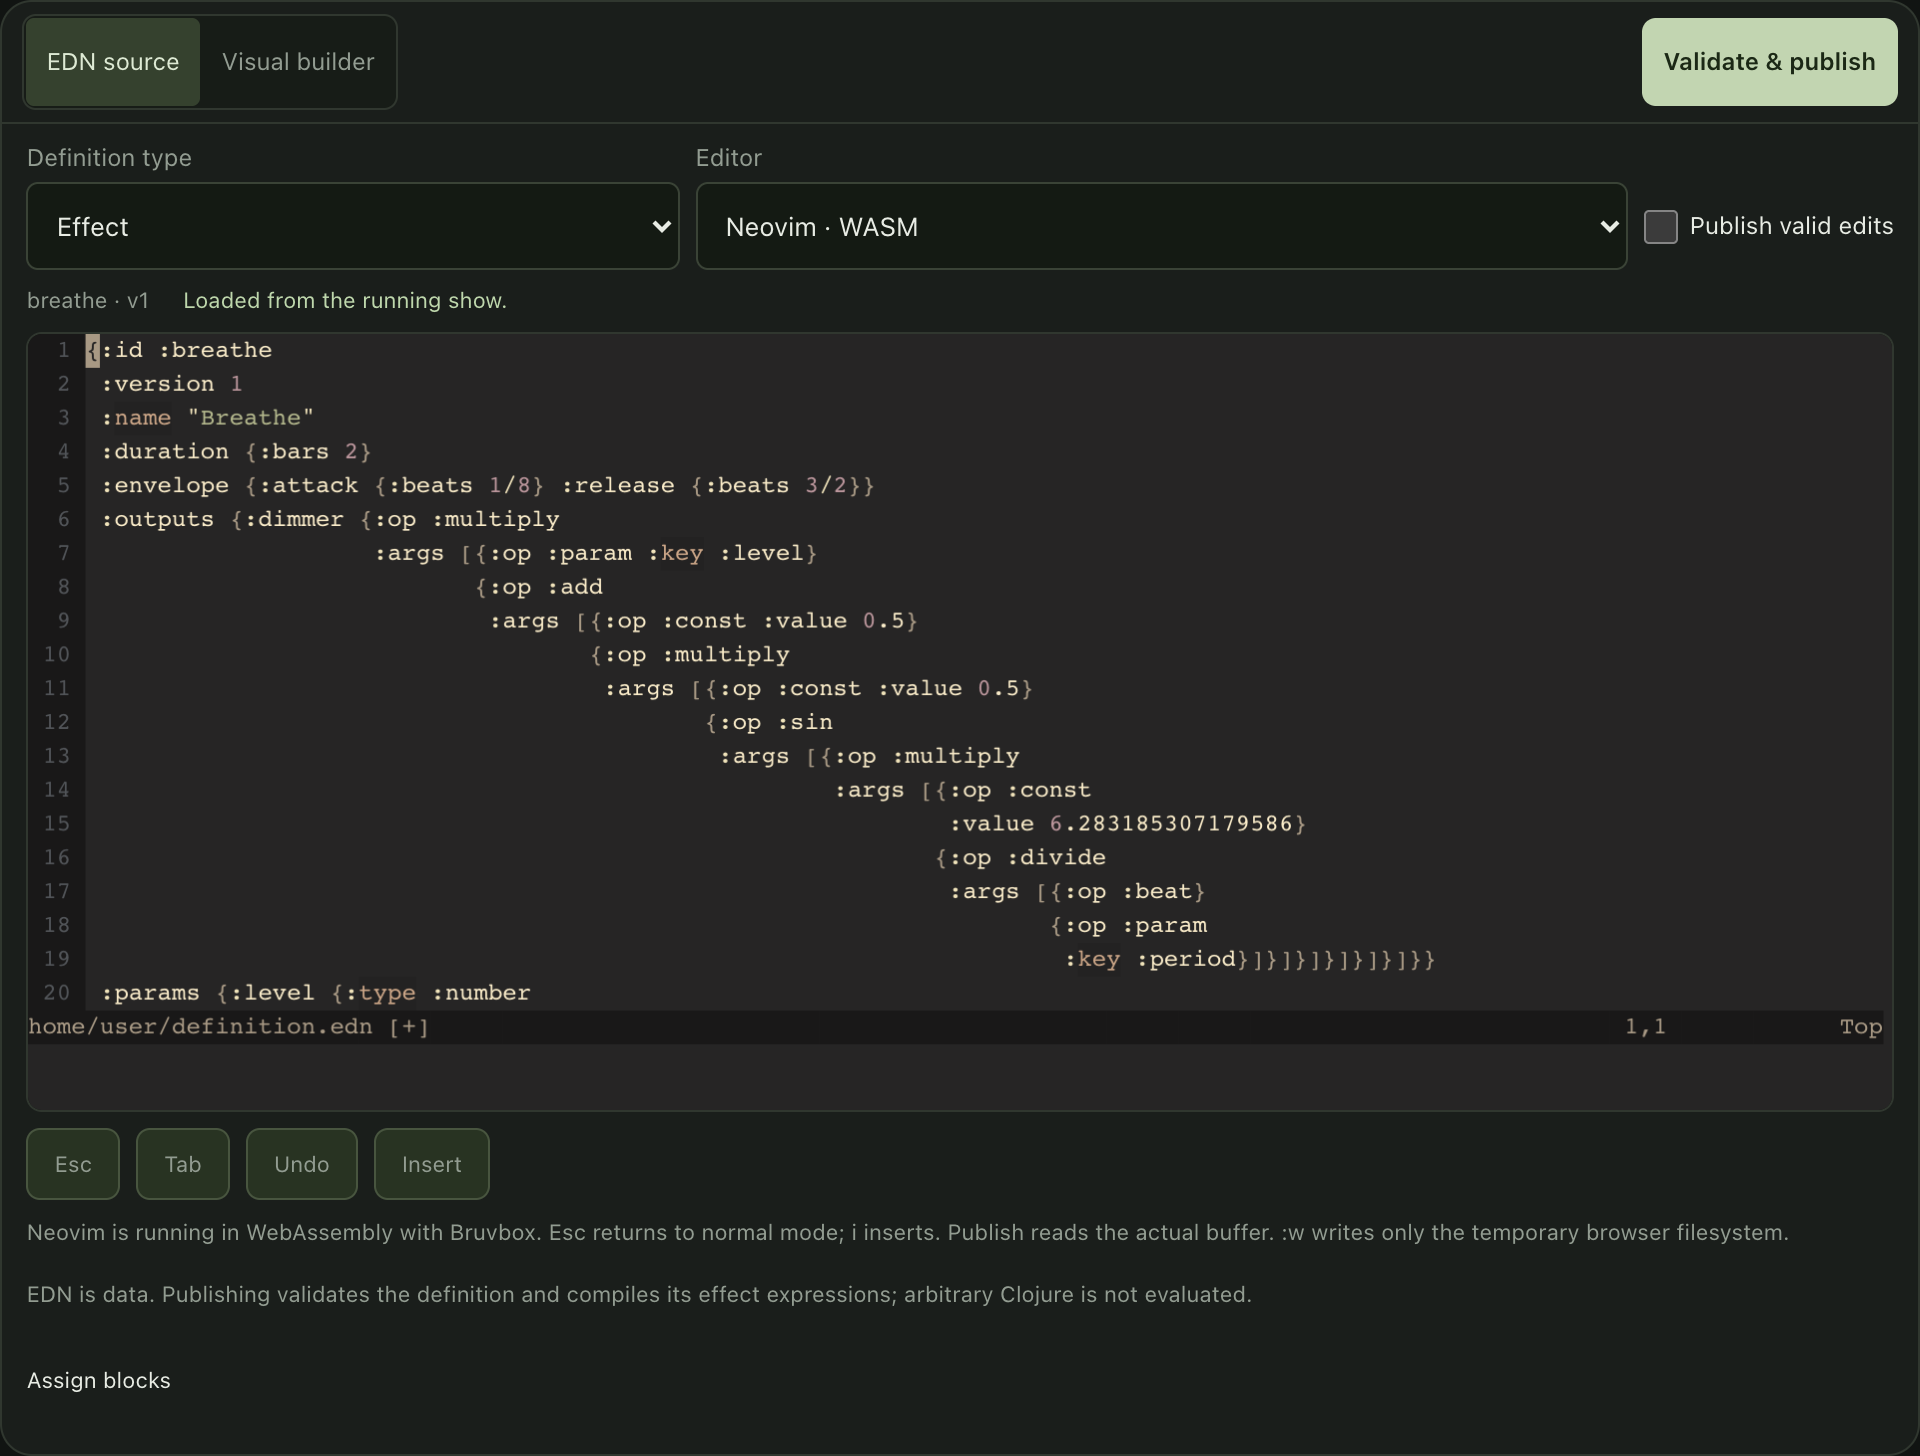 EDN source
Visual builder
Validate & publish
Definition type
Editor
Effect
Neovim · WASM
Publish valid edits
breathe · v1
Loaded from the running show.
1 {:id :breathe
2  :version 1
3  :name "Breathe"
4  :duration {:bars 2}
5  :envelope {:attack {:beats 1/8} :release {:beats 3/2}}
6  :outputs {:dimmer {:op :multiply
7                     :args [{:op :param :key :level}
8                            {:op :add
9                             :args [{:op :const :value 0.5}
10                                    {:op :multiply
11                                     :args [{:op :const :value 0.5}
12                                            {:op :sin
13                                             :args [{:op :multiply
14                                                     :args [{:op :const
15                                                             :value 6.283185307179586}
16                                                            {:op :divide
17                                                             :args [{:op :beat}
18                                                                    {:op :param
19                                                                     :key :period}]}]}]}]}]}]}}
20  :params {:level {:type :number
home/user/definition.edn [+] 1,1 Top
Esc
Tab
Undo
Insert
Neovim is running in WebAssembly with Bruvbox. Esc returns to normal mode; i inserts. Publish reads the actual buffer. :w writes only the temporary browser filesystem.
EDN is data. Publishing validates the definition and compiles its effect expressions; arbitrary Clojure is not evaluated.
Assign blocks